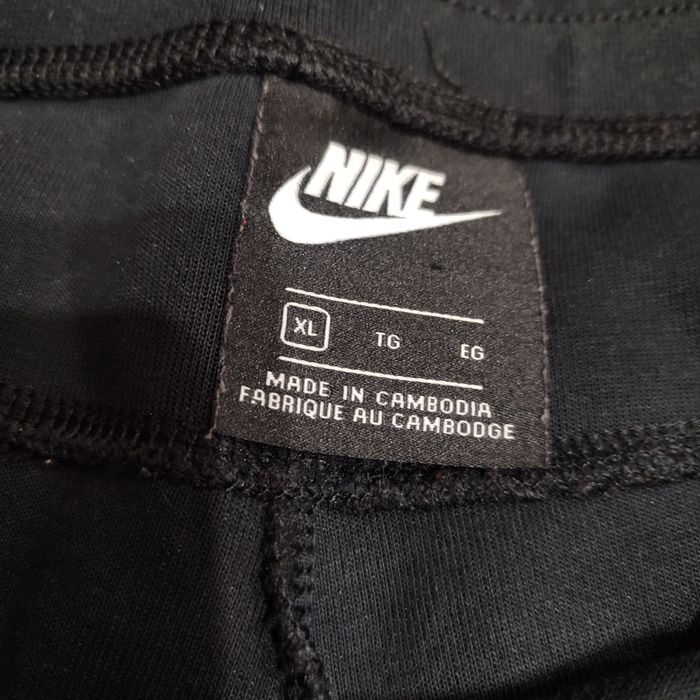 NIKE
XL TG EG
MADE IN CAMBODIA
FABRIQUE AU CAMBODGE